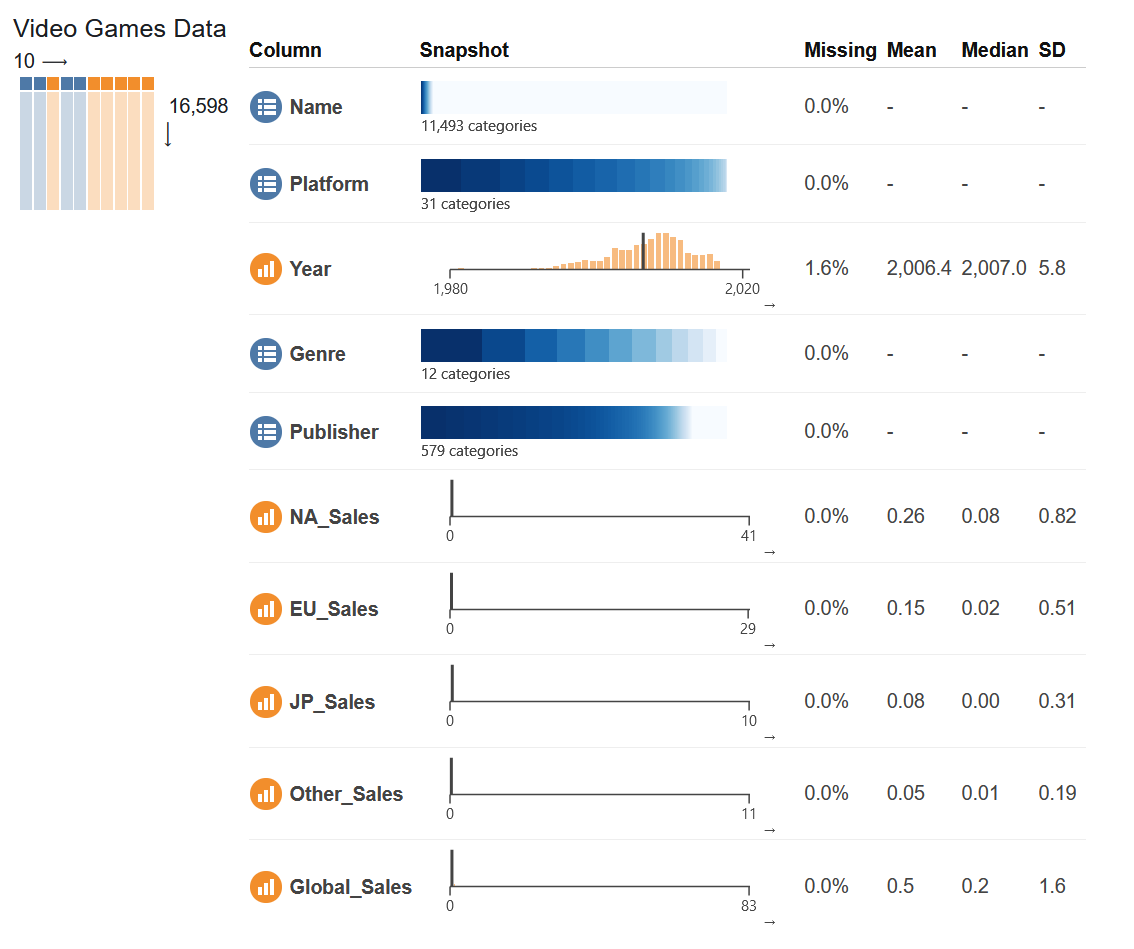 Video Games Data
10 →
16,598
↓
Column Snapshot Missing Mean Median SD
Name 0.0% - - -
11,493 categories
Platform 0.0% - - -
31 categories
Year 1.6% 2,006.4 2,007.0 5.8
1,980 2,020
→
Genre 0.0% - - -
12 categories
Publisher 0.0% - - -
579 categories
NA_Sales 0.0% 0.26 0.08 0.82
0 41
→
EU_Sales 0.0% 0.15 0.02 0.51
0 29
→
JP_Sales 0.0% 0.08 0.00 0.31
0 10
→
Other_Sales 0.0% 0.05 0.01 0.19
0 11
→
Global_Sales 0.0% 0.5 0.2 1.6
0 83
→